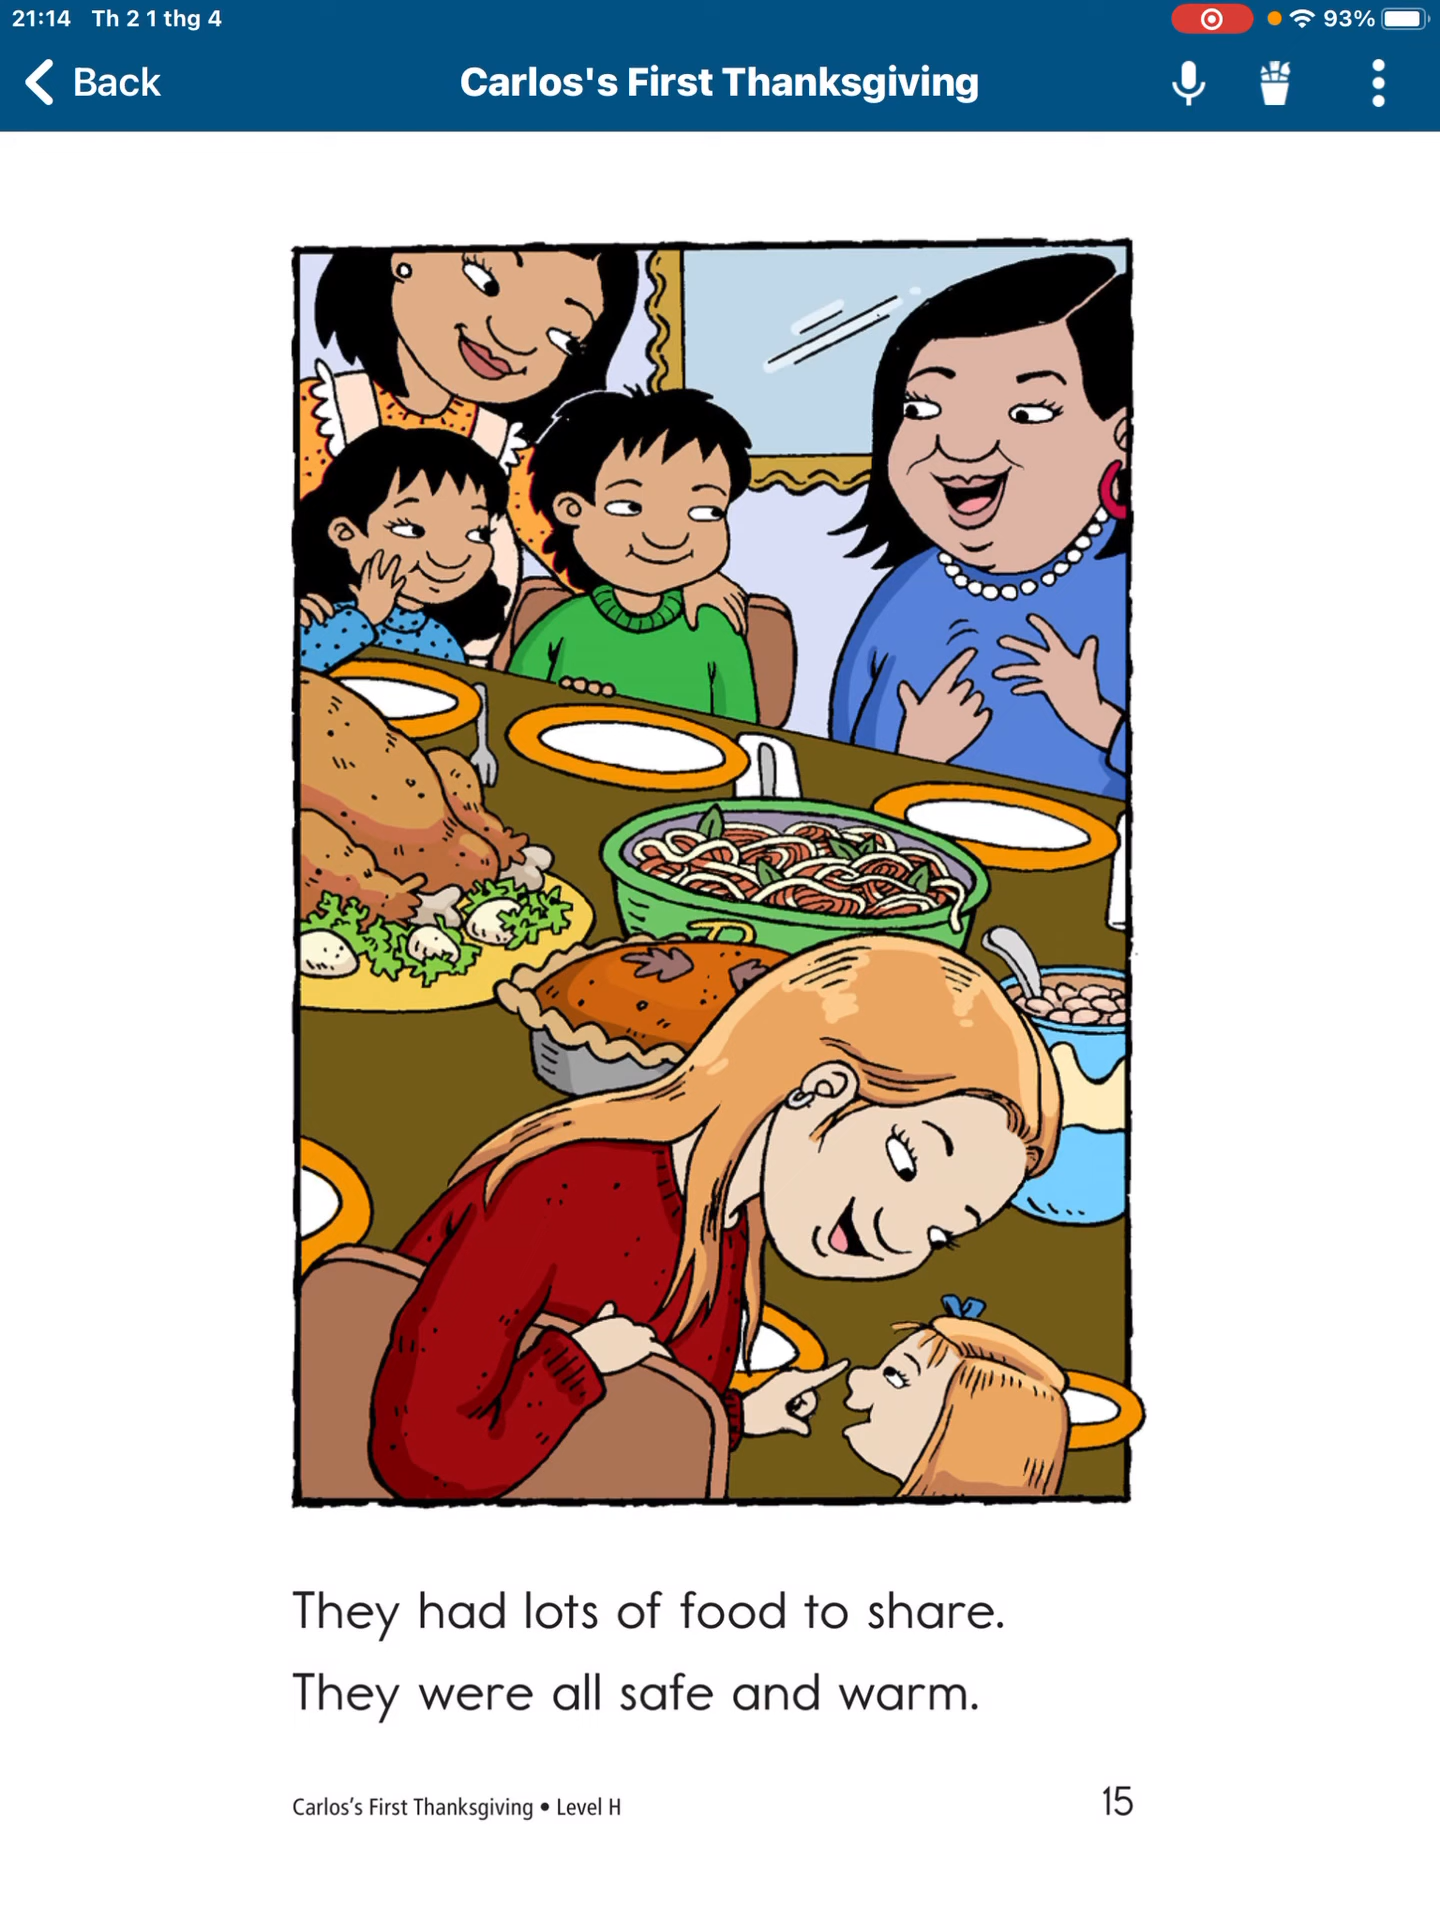 21:14 Th 2 1 thg 4 93%
Back Carlos's First Thanksgiving
They had lots of food to share.
They were all safe and warm.
Carlos's First Thanksgiving • Level H 15